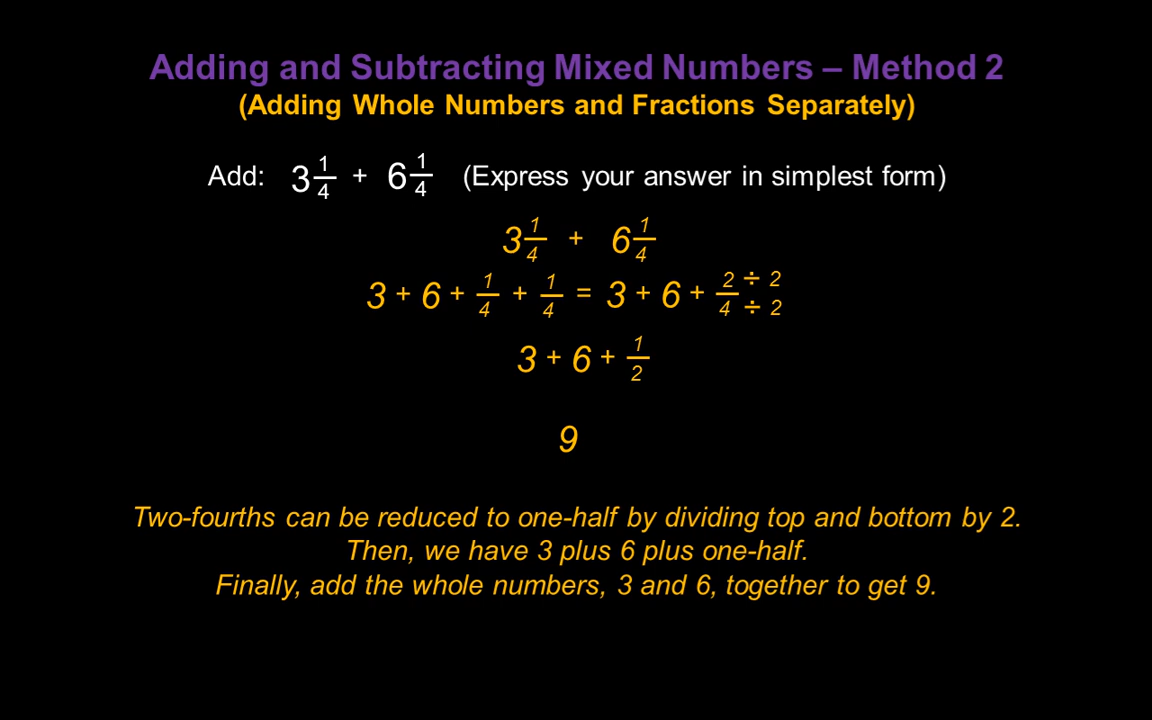 Adding and Subtracting Mixed Numbers – Method 2
(Adding Whole Numbers and Fractions Separately)
Add: 3 1/4 + 6 1/4 (Express your answer in simplest form)
3 1/4 + 6 1/4
3 + 6 + 1/4 + 1/4 = 3 + 6 + 2/4 ÷ 2 ÷ 2
3 + 6 + 1/2
9
Two-fourths can be reduced to one-half by dividing top and bottom by 2.
Then, we have 3 plus 6 plus one-half.
Finally, add the whole numbers, 3 and 6, together to get 9.